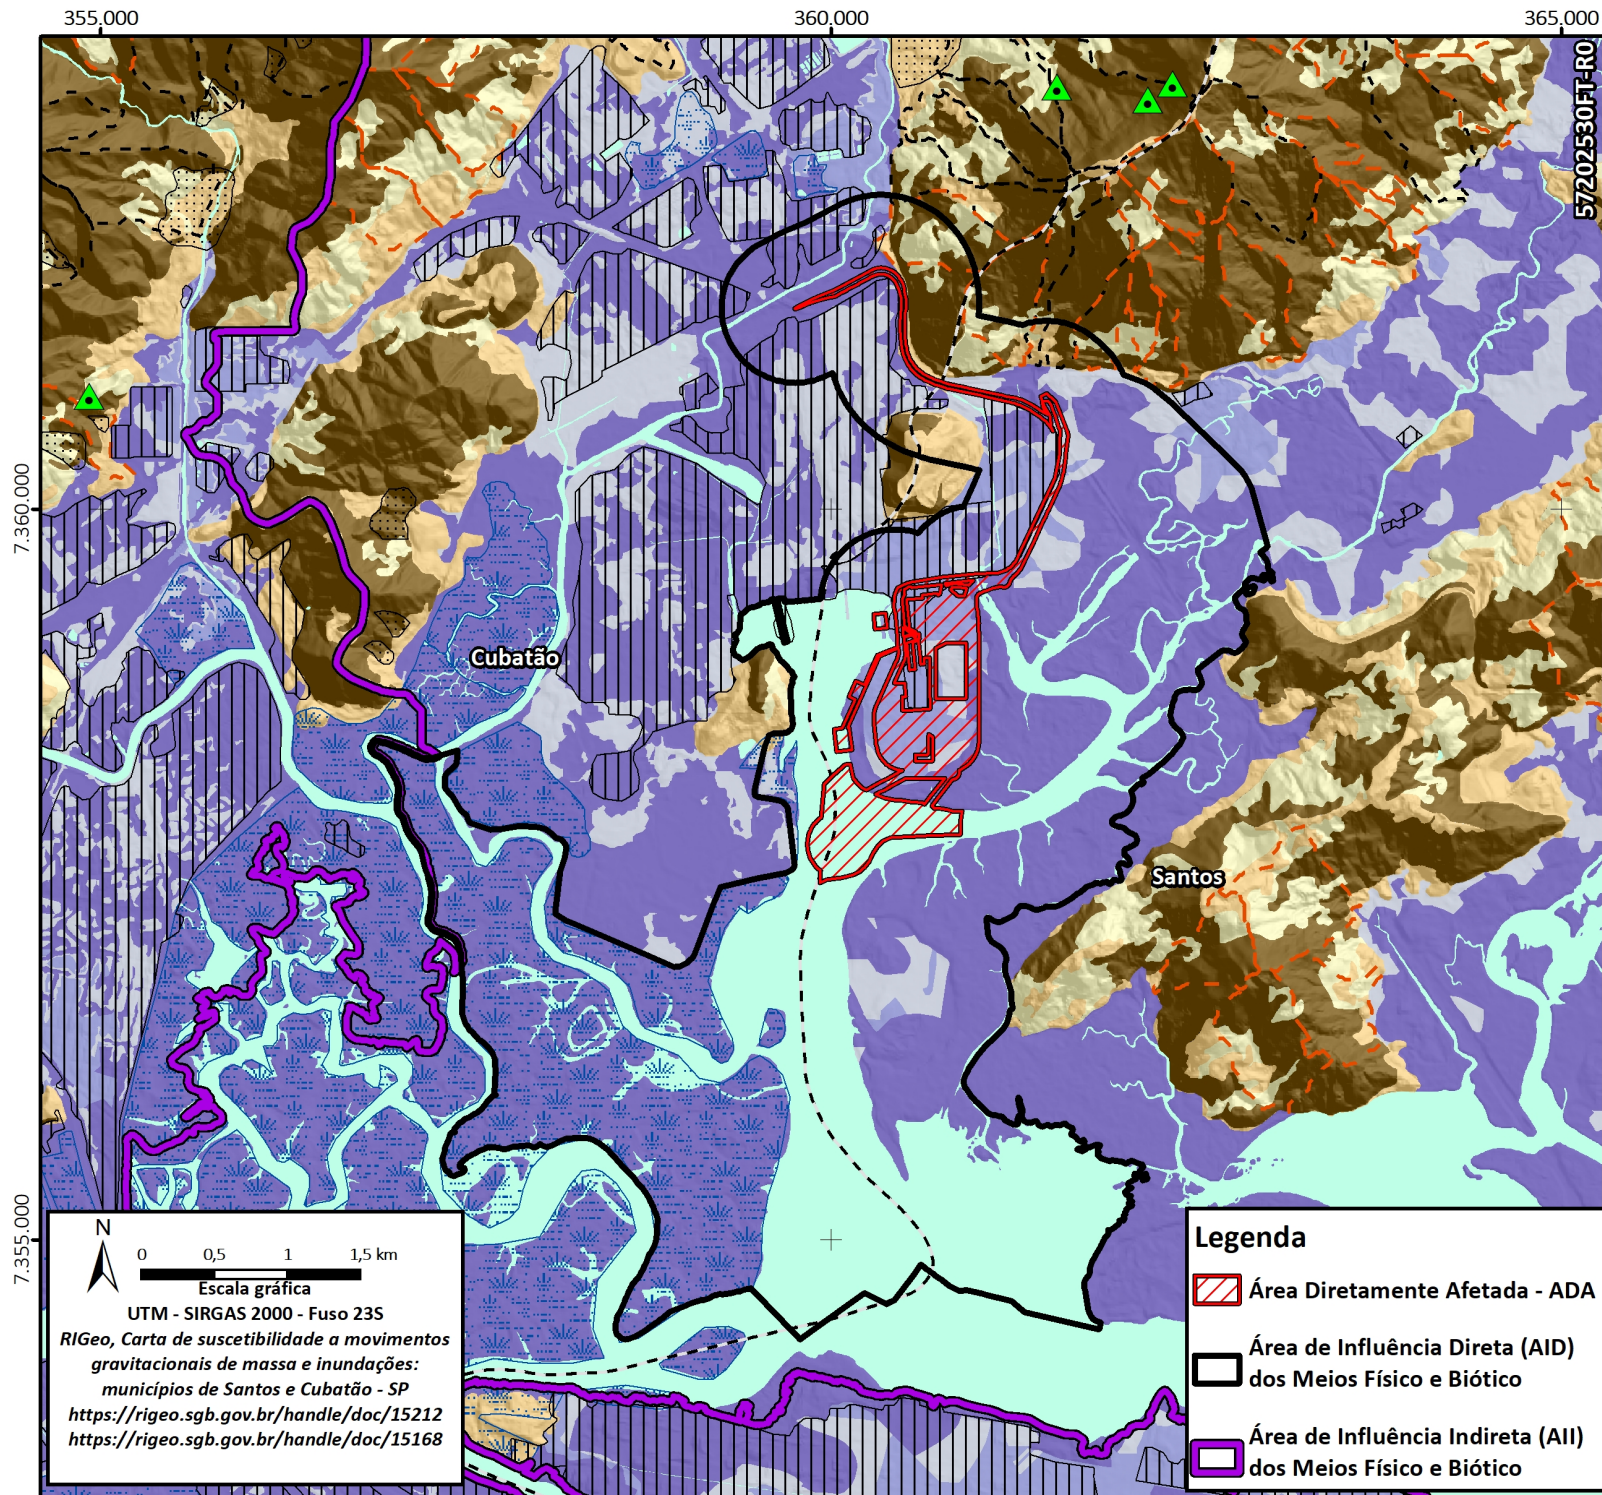 355.000
360.000
365.000
57202530FT-R0
7.360.000
Cubatão
Santos
7.355.000
N
0 0,5 1 1,5 km
Escala gráfica
UTM - SIRGAS 2000 - Fuso 23S
RIGeo, Carta de suscetibilidade a movimentos
gravitacionais de massa e inundações:
municípios de Santos e Cubatão - SP
https://rigeo.sgb.gov.br/handle/doc/15212
https://rigeo.sgb.gov.br/handle/doc/15168
Legenda
Área Diretamente Afetada - ADA
Área de Influência Direta (AID)
dos Meios Físico e Biótico
Área de Influência Indireta (AII)
dos Meios Físico e Biótico